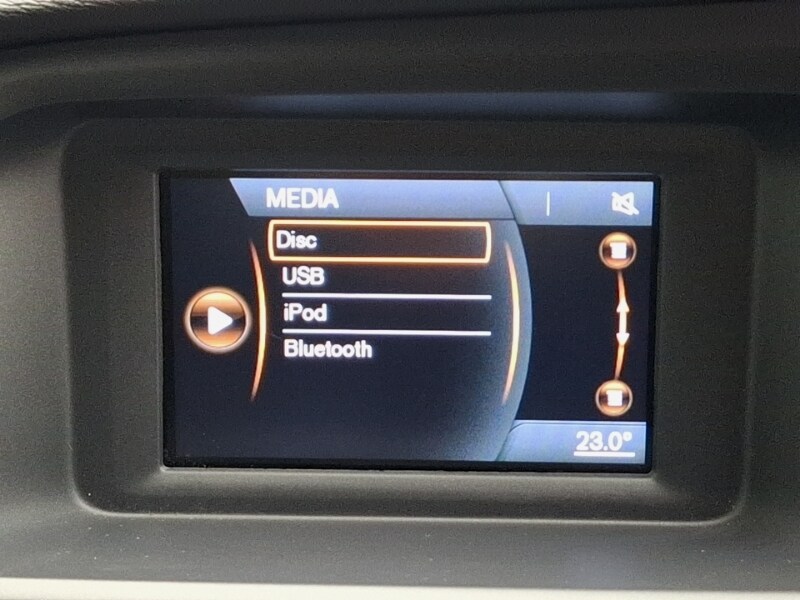 MEDIA
Disc
USB
iPod
Bluetooth
23.0°